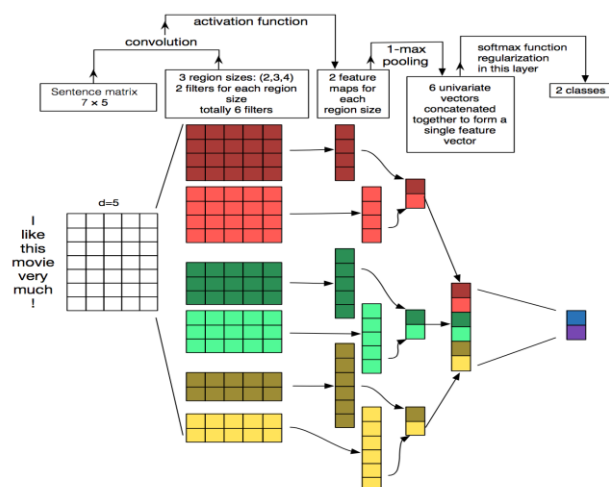 activation function
convolution
1-max
pooling
softmax function
regularization
in this layer
Sentence matrix
7 × 5
3 region sizes: (2,3,4)
2 filters for each region
size
totally 6 filters
2 feature
maps for
each
region size
6 univariate
vectors
concatenated
together to form a
single feature
vector
2 classes
d=5
I
like
this
movie
very
much
!